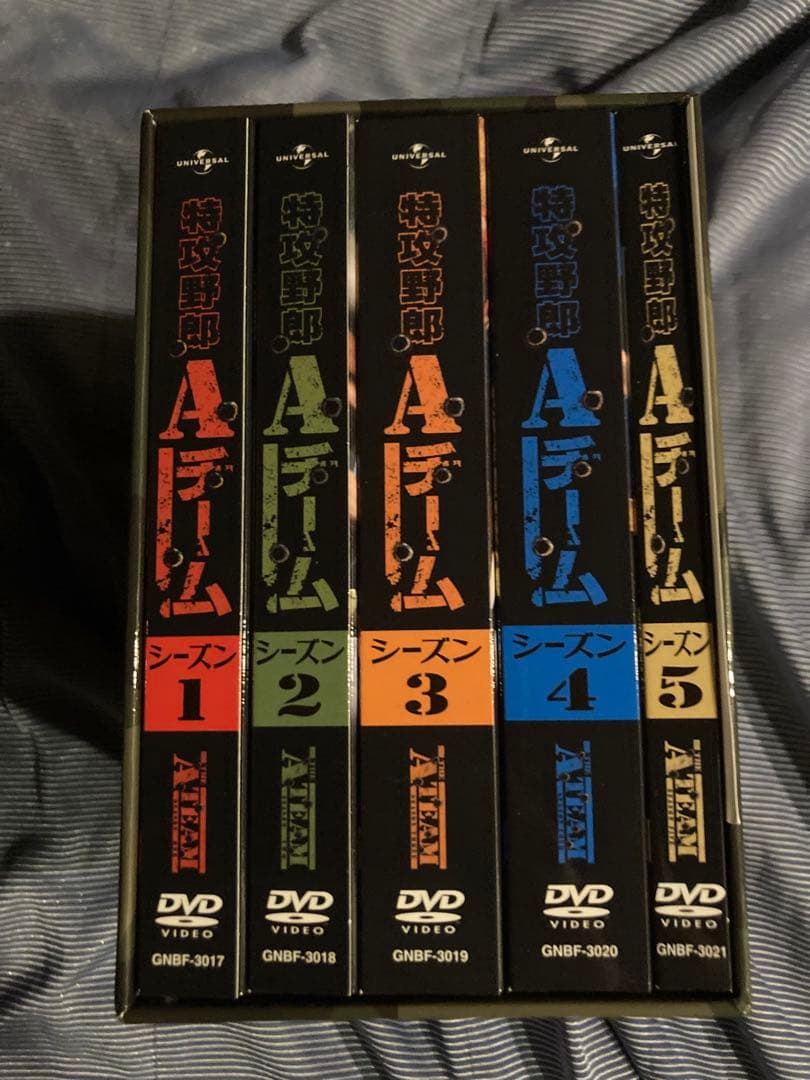 UNIVERSAL
特攻野郎
Aチーム
シーズン
1
THE
A-TEAM
DVD
VIDEO
GNBF-3017
UNIVERSAL
特攻野郎
Aチーム
シーズン
2
THE
A-TEAM
DVD
VIDEO
GNBF-3018
UNIVERSAL
特攻野郎
Aチーム
シーズン
3
THE
A-TEAM
DVD
VIDEO
GNBF-3019
UNIVERSAL
特攻野郎
Aチーム
シーズン
4
THE
A-TEAM
DVD
VIDEO
GNBF-3020
UNIVERSAL
特攻野郎
Aチーム
シーズン
5
THE
A-TEAM
DVD
VIDEO
GNBF-3021